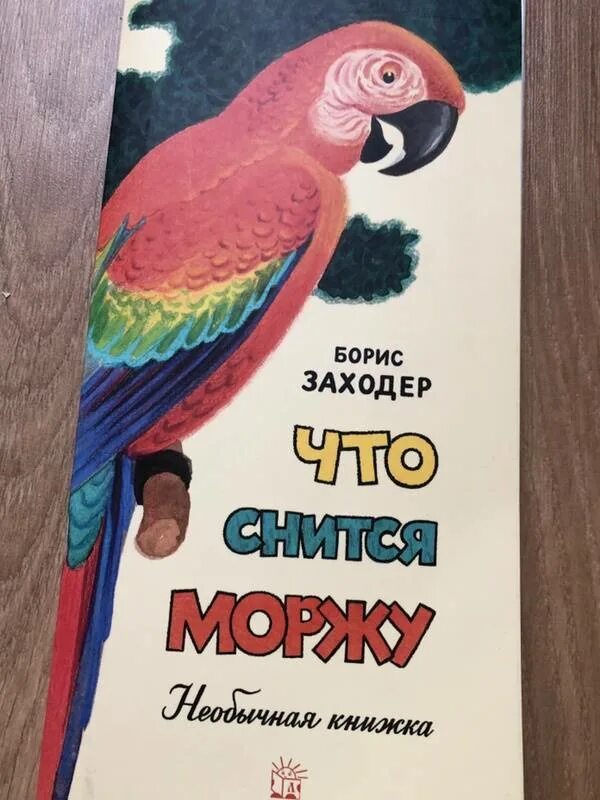 БОРИС
ЗАХОДЕР
ЧТО
СНИТСЯ
МОРЖУ
Необычная книжка